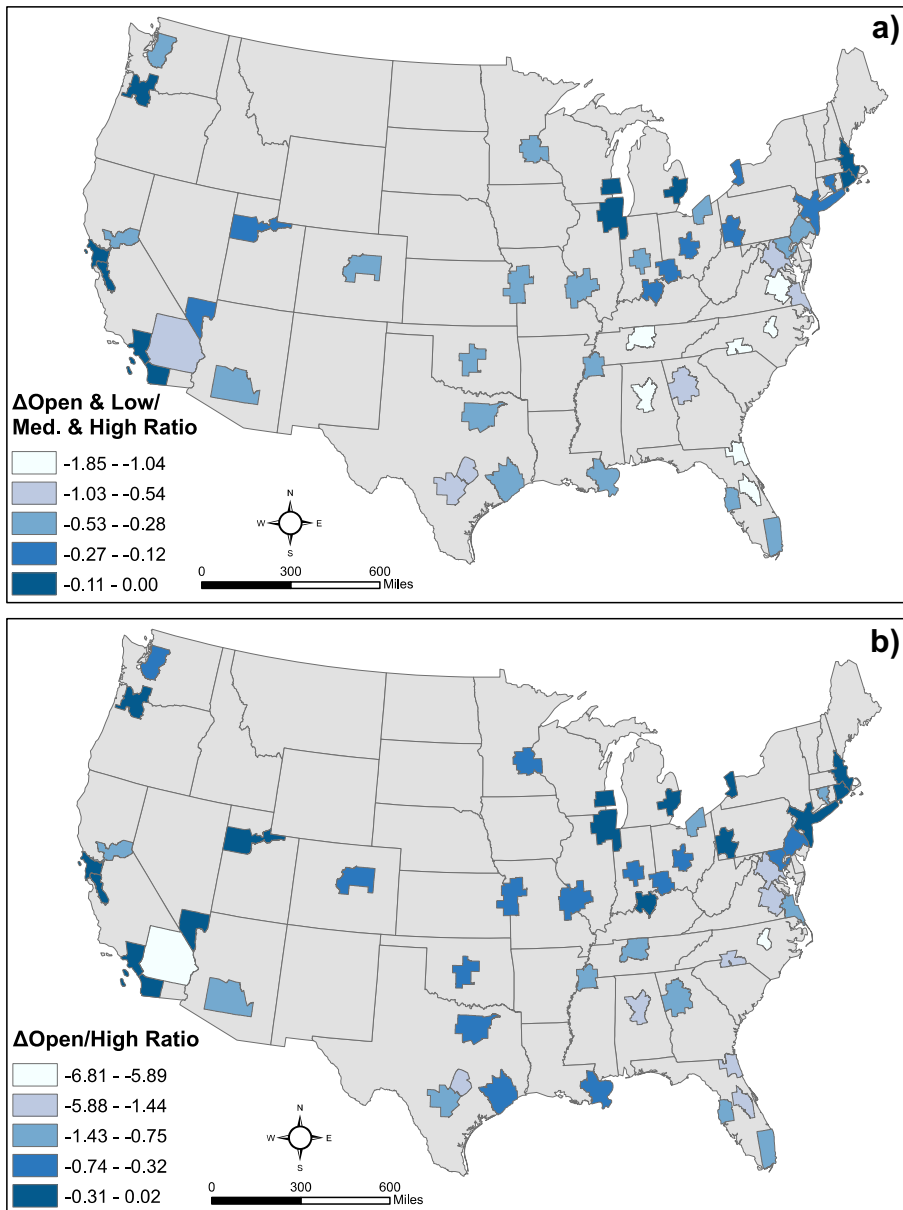 a)
ΔOpen & Low/
Med. & High Ratio
-1.85 - -1.04
-1.03 - -0.54
-0.53 - -0.28
-0.27 - -0.12
-0.11 - 0.00
N
W E
S
0 300 600
Miles
b)
ΔOpen/High Ratio
-6.81 - -5.89
-5.88 - -1.44
-1.43 - -0.75
-0.74 - -0.32
-0.31 - 0.02
N
W E
S
0 300 600
Miles